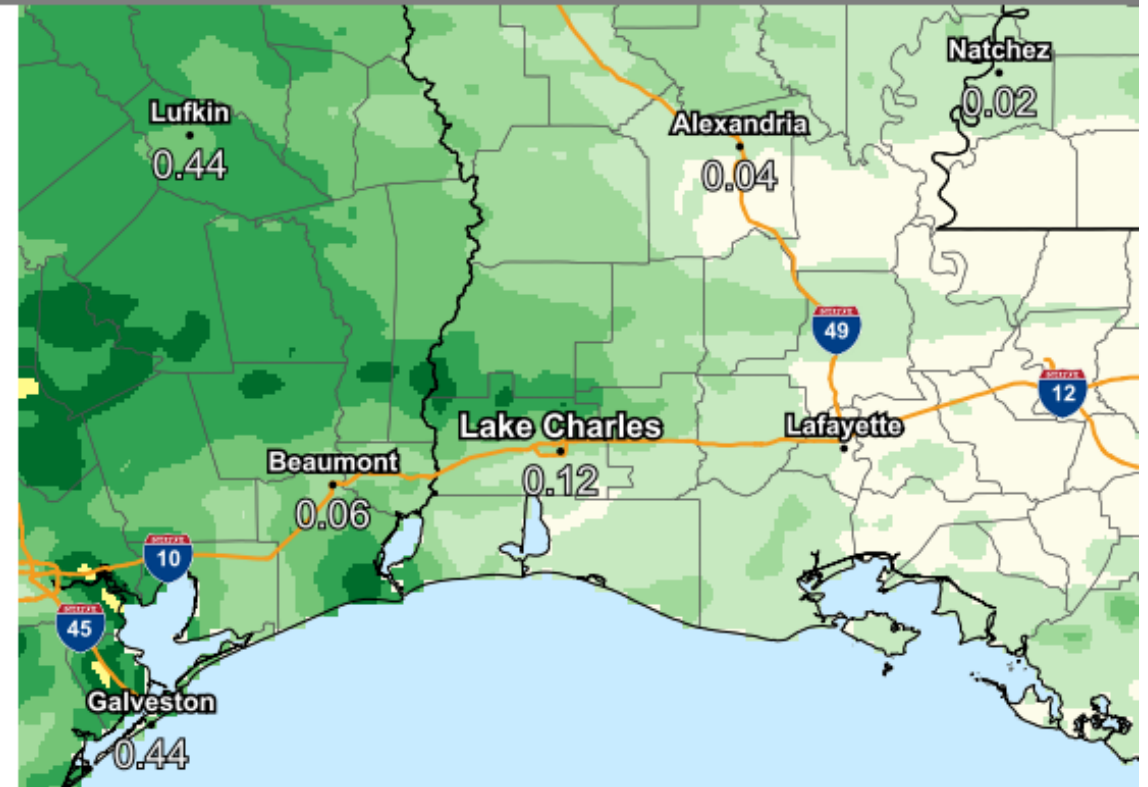 Natchez
0.02
Lufkin
0.44
Alexandria
0.04
49
12
Lake Charles
0.12
Lafayette
Beaumont
0.06
10
45
Galveston
0.44